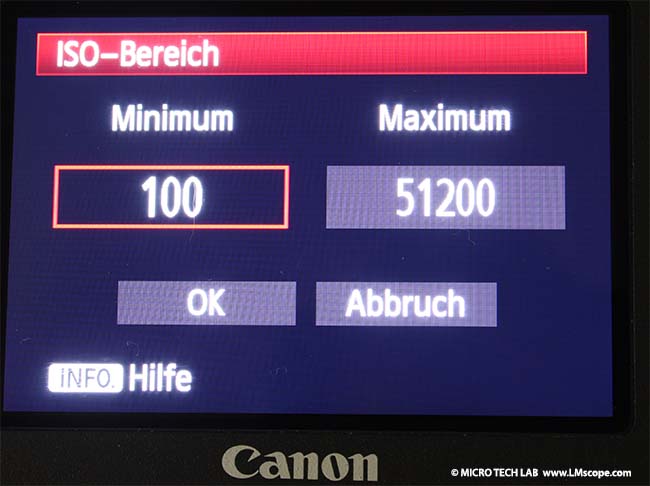 ISO-Bereich
Minimum Maximum
100 51200
OK Abbruch
INFO. Hilfe
Canon
© MICRO TECH LAB www.LMscope.com